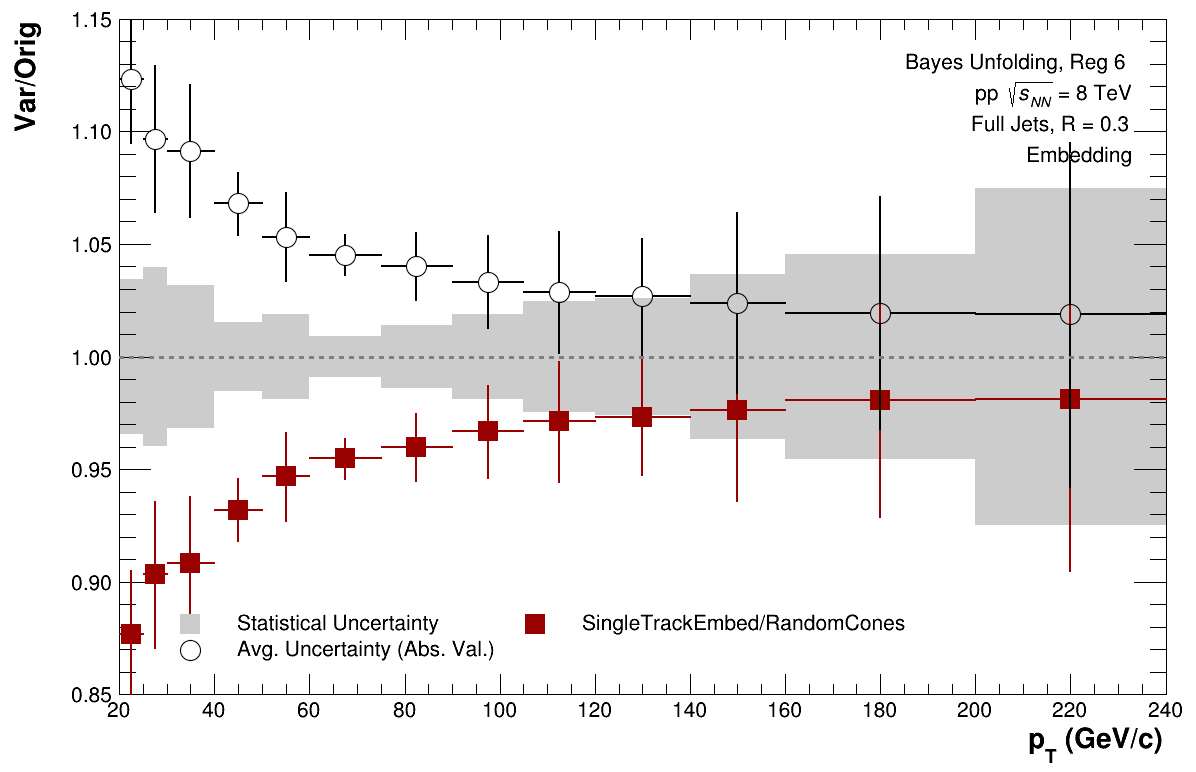 Var/Orig
1.15
1.10
1.05
1.00
0.95
0.90
0.85
Bayes Unfolding, Reg 6
pp √s_NN = 8 TeV
Full Jets, R = 0.3
Embedding
Statistical Uncertainty
SingleTrackEmbed/RandomCones
Avg. Uncertainty (Abs. Val.)
20 40 60 80 100 120 140 160 180 200 220 240
p_T (GeV/c)